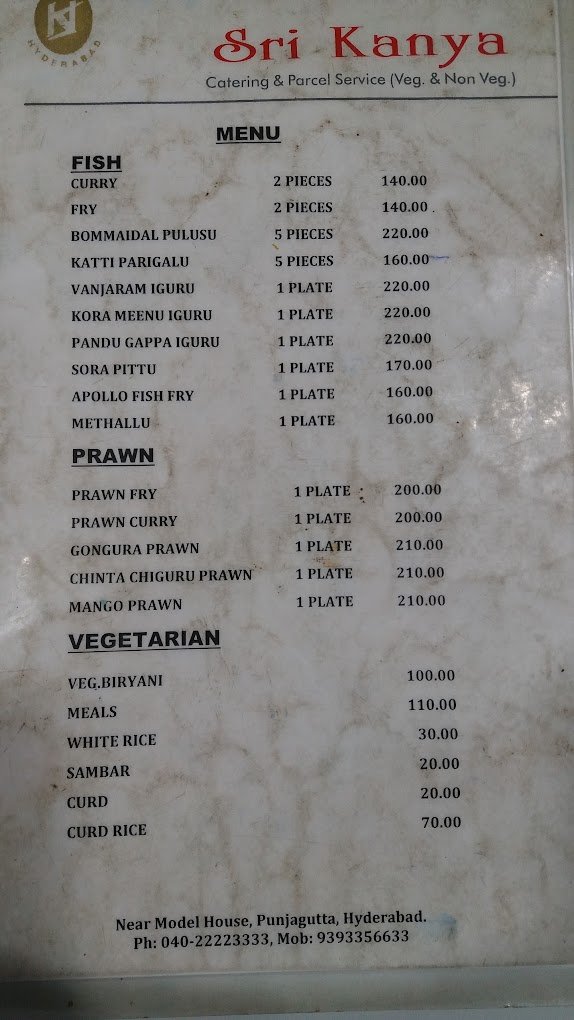 HYDERABAD
Sri Kanya
Catering & Parcel Service (Veg. & Non Veg.)
MENU
FISH
CURRY 2 PIECES 140.00
FRY 2 PIECES 140.00
BOMMAIDAL PULUSU 5 PIECES 220.00
KATTI PARIGALU 5 PIECES 160.00
VANJARAM IGURU 1 PLATE 220.00
KORA MEENU IGURU 1 PLATE 220.00
PANDU GAPPA IGURU 1 PLATE 220.00
SORA PITTU 1 PLATE 170.00
APOLLO FISH FRY 1 PLATE 160.00
METHALLU 1 PLATE 160.00
PRAWN
PRAWN FRY 1 PLATE 200.00
PRAWN CURRY 1 PLATE 200.00
GONGURA PRAWN 1 PLATE 210.00
CHINTA CHIGURU PRAWN 1 PLATE 210.00
MANGO PRAWN 1 PLATE 210.00
VEGETARIAN
VEG.BIRYANI 100.00
MEALS 110.00
WHITE RICE 30.00
SAMBAR 20.00
CURD 20.00
CURD RICE 70.00
Near Model House, Punjagutta, Hyderabad.
Ph: 040-22223333, Mob: 9393356633